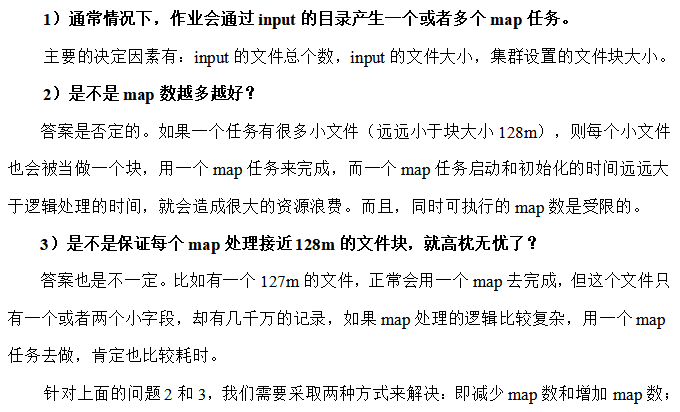 1）通常情况下，作业会通过 input 的目录产生一个或者多个 map 任务。
主要的决定因素有：input 的文件总个数，input 的文件大小，集群设置的文件块大小。
2）是不是 map 数越多越好？
答案是否定的。如果一个任务有很多小文件（远远小于块大小 128m），则每个小文件
也会被当做一个块，用一个 map 任务来完成，而一个 map 任务启动和初始化的时间远远大
于逻辑处理的时间，就会造成很大的资源浪费。而且，同时可执行的 map 数是受限的。
3）是不是保证每个 map 处理接近 128m 的文件块，就高枕无忧了？
答案也是不一定。比如有一个 127m 的文件，正常会用一个 map 去完成，但这个文件只
有一个或者两个小字段，却有几千万的记录，如果 map 处理的逻辑比较复杂，用一个 map
任务去做，肯定也比较耗时。
针对上面的问题 2 和 3，我们需要采取两种方式来解决：即减少 map 数和增加 map 数；